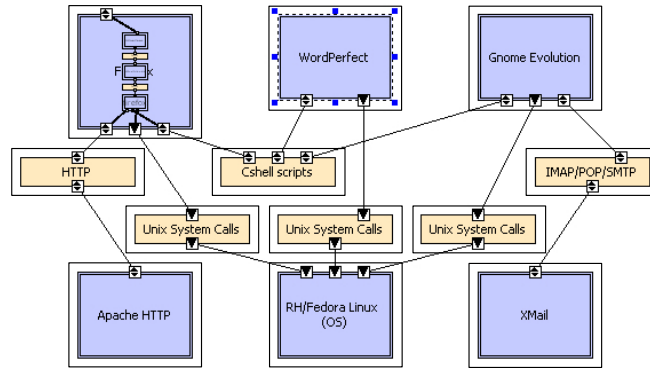 WordPerfect
Gnome Evolution
HTTP
Cshell scripts
IMAP/POP/SMTP
Unix System Calls
Unix System Calls
Unix System Calls
Apache HTTP
RH/Fedora Linux
(OS)
XMail